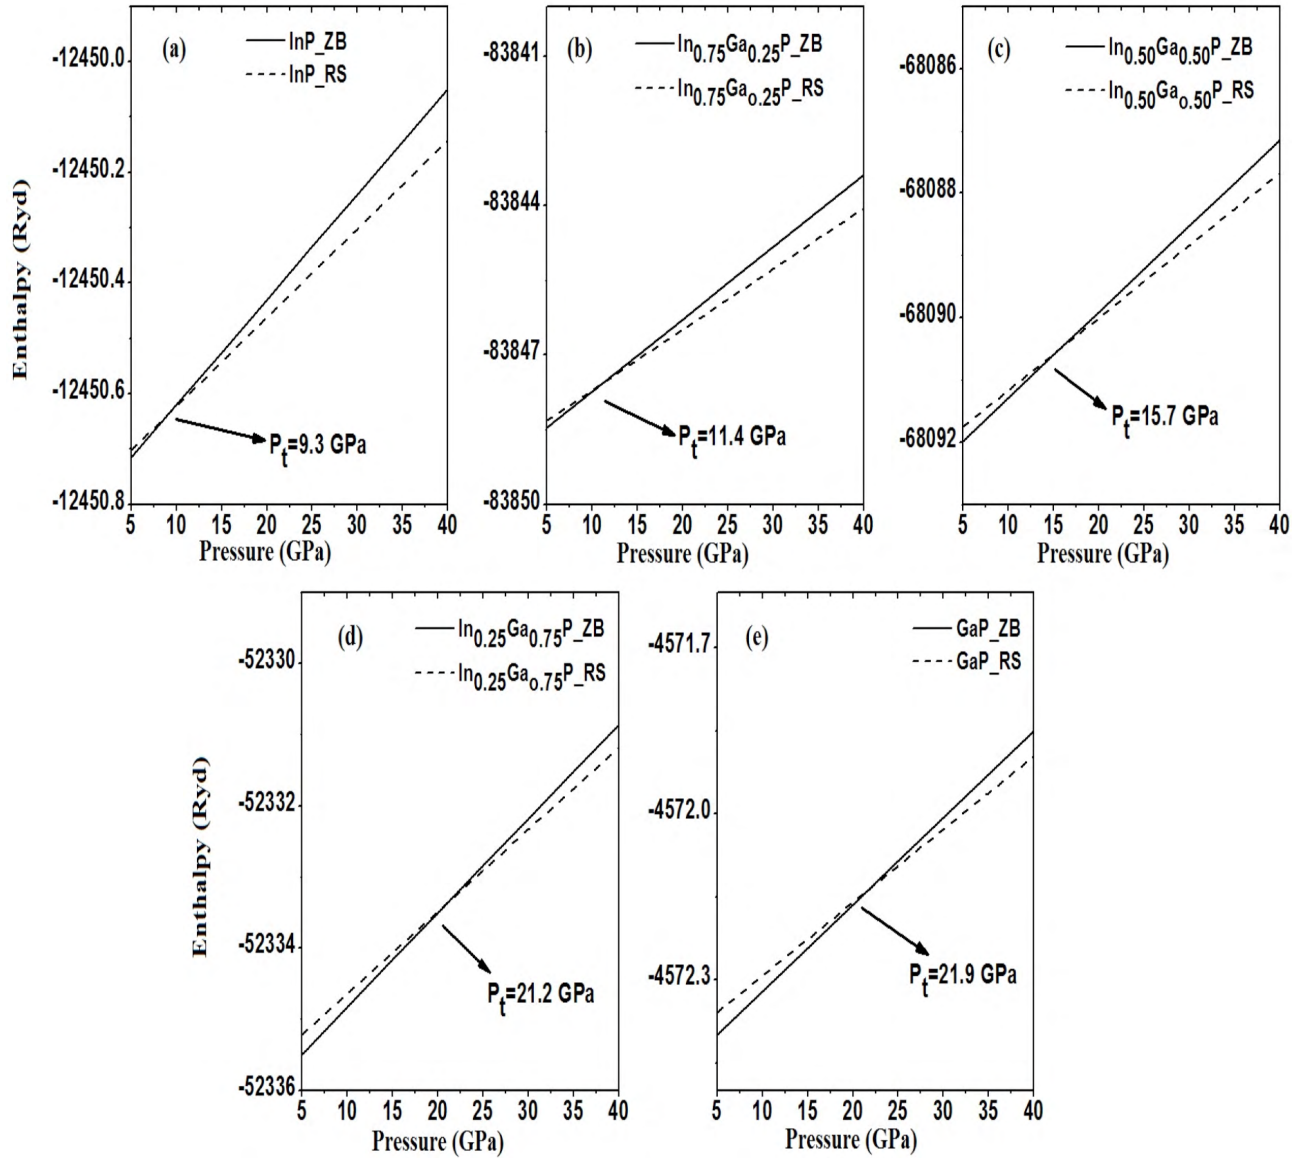 (a)
InP_ZB
InP_RS
-12450.0
-12450.2
-12450.4
-12450.6
-12450.8
Enthalpy (Ryd)
Pt=9.3 GPa
5 10 15 20 25 30 35 40
Pressure (GPa)
(b)
In0.75Ga0.25P_ZB
In0.75Gao.25P_RS
-83841
-83844
-83847
-83850
Pt=11.4 GPa
5 10 15 20 25 30 35 40
Pressure (GPa)
(c)
In0.50Ga0.50P_ZB
In0.50Gao.50P_RS
-68086
-68088
-68090
-68092
Pt=15.7 GPa
5 10 15 20 25 30 35 40
Pressure (GPa)
(d)
In0.25Ga0.75P_ZB
In0.25Gao.75P_RS
-52330
-52332
-52334
-52336
Enthalpy (Ryd)
Pt=21.2 GPa
5 10 15 20 25 30 35 40
Pressure (GPa)
(e)
GaP_ZB
GaP_RS
-4571.7
-4572.0
-4572.3
Pt=21.9 GPa
5 10 15 20 25 30 35 40
Pressure (GPa)